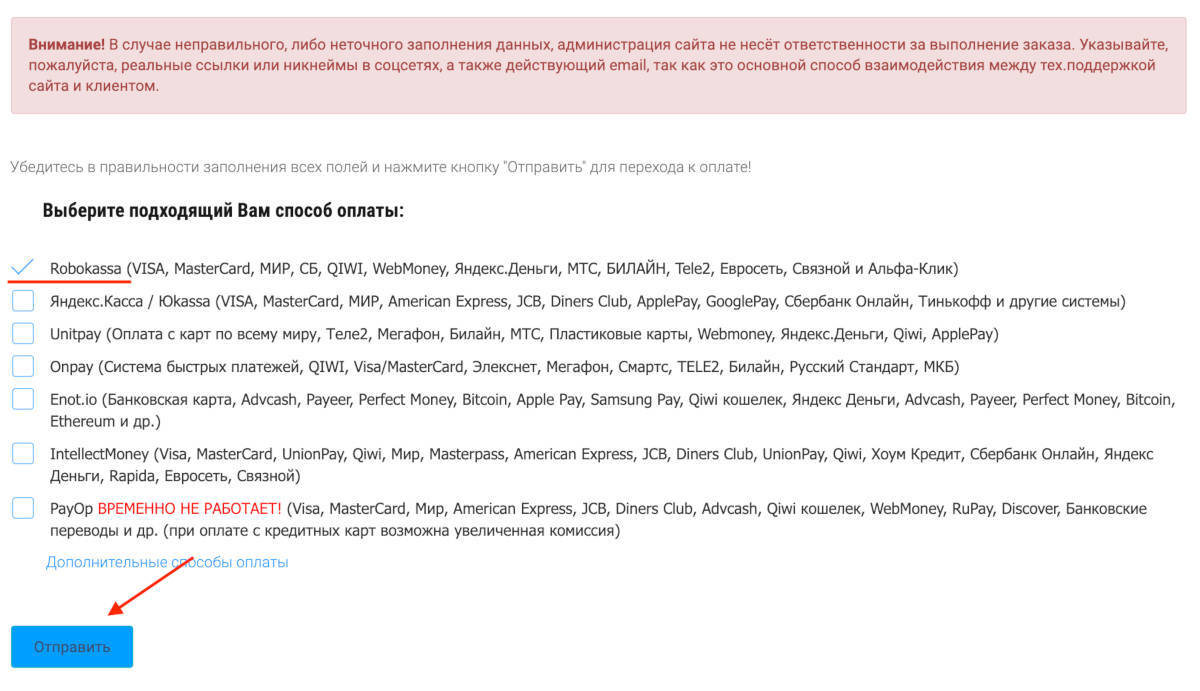 Внимание! В случае неправильного, либо неточного заполнения данных, администрация сайта не несёт ответственности за выполнение заказа. Указывайте,
пожалуйста, реальные ссылки или никнеймы в соцсетях, а также действующий email, так как это основной способ взаимодействия между тех.поддержкой
сайта и клиентом.
Убедитесь в правильности заполнения всех полей и нажмите кнопку "Отправить" для перехода к оплате!
Выберите подходящий Вам способ оплаты:
Robokassa (VISA, MasterCard, МИР, СБ, QIWI, WebMoney, Яндекс.Деньги, МТС, БИЛАЙН, Tele2, Евросеть, Связной и Альфа-Клик)
Яндекс.Касса / Юkassa (VISA, MasterCard, МИР, American Express, JCB, Diners Club, ApplePay, GooglePay, Сбербанк Онлайн, Тинькофф и другие системы)
Unitpay (Оплата с карт по всему миру, Теле2, Мегафон, Билайн, МТС, Пластиковые карты, Webmoney, Яндекс.Деньги, Qiwi, ApplePay)
Onpay (Система быстрых платежей, QIWI, Visa/MasterCard, Элекснет, Мегафон, Смартс, TELE2, Билайн, Русский Стандарт, МКБ)
Enot.io (Банковская карта, Advcash, Payeer, Perfect Money, Bitcoin, Apple Pay, Samsung Pay, Qiwi кошелек, Яндекс Деньги, Advcash, Payeer, Perfect Money, Bitcoin,
Ethereum и др.)
IntellectMoney (Visa, MasterCard, UnionPay, Qiwi, Мир, Masterpass, American Express, JCB, Diners Club, UnionPay, Qiwi, Хоум Кредит, Сбербанк Онлайн, Яндекс
Деньги, Rapida, Евросеть, Связной)
PayOp ВРЕМЕННО НЕ РАБОТАЕТ! (Visa, MasterCard, Мир, American Express, JCB, Diners Club, Advcash, Qiwi кошелек, WebMoney, RuPay, Discover, Банковские
переводы и др. (при оплате с кредитных карт возможна увеличенная комиссия)
Дополнительные способы оплаты
Отправить